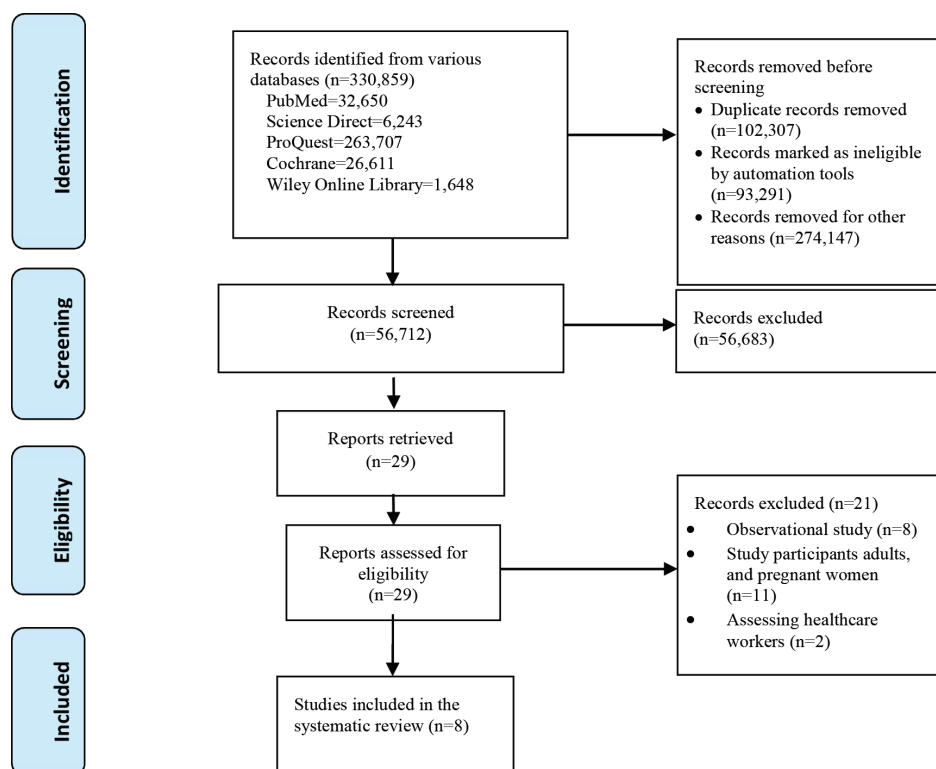 Identification
Records identified from various
databases (n=330,859)
PubMed=32,650
Science Direct=6,243
ProQuest=263,707
Cochrane=26,611
Wiley Online Library=1,648
Records removed before
screening
• Duplicate records removed
(n=102,307)
• Records marked as ineligible
by automation tools
(n=93,291)
• Records removed for other
reasons (n=274,147)
Screening
Records screened
(n=56,712)
Records excluded
(n=56,683)
Reports retrieved
(n=29)
Eligibility
Reports assessed for
eligibility
(n=29)
Records excluded (n=21)
• Observational study (n=8)
• Study participants adults,
and pregnant women
(n=11)
• Assessing healthcare
workers (n=2)
Included
Studies included in the
systematic review (n=8)